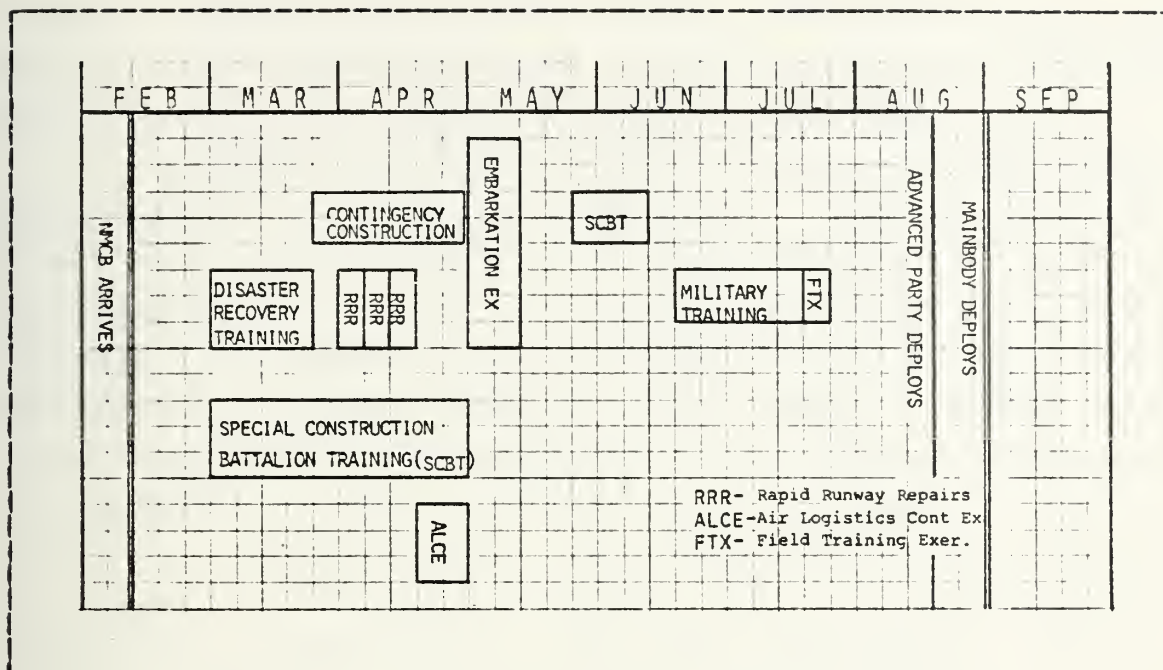 FEB MAR APR MAY JUN JUL AUG SEP
NMCB ARRIVES
DISASTER
RECOVERY
TRAINING
CONTINGENCY
CONSTRUCTION
RRR
RRR
RRR
EMBARKATION EX
SCBT
MILITARY
TRAINING
FTX
ADVANCED PARTY DEPLOYS
MAINBODY DEPLOYS
SPECIAL CONSTRUCTION
BATTALION TRAINING(SCBT)
ALCE
RRR- Rapid Runway Repairs
ALCE-Air Logistics Cont Ex
FTX- Field Training Exer.